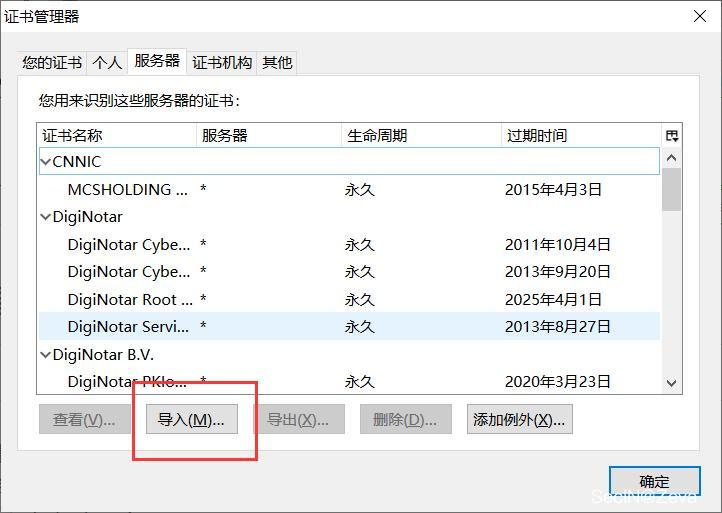 证书管理器
您的证书 个人 服务器 证书机构 其他
您用来识别这些服务器的证书:
证书名称 服务器 生命周期 过期时间
CNNIC
MCSHOLDING ... * 永久 2015年4月3日
DigiNotar
DigiNotar Cybe... * 永久 2011年10月4日
DigiNotar Cybe... * 永久 2013年9月20日
DigiNotar Root ... * 永久 2025年4月1日
DigiNotar Servi... * 永久 2013年8月27日
DigiNotar B.V.
DigiNotar PKIo... * 永久 2020年3月23日
查看(V)... 导入(M)... 导出(X)... 删除(D)... 添加例外(X)...
确定